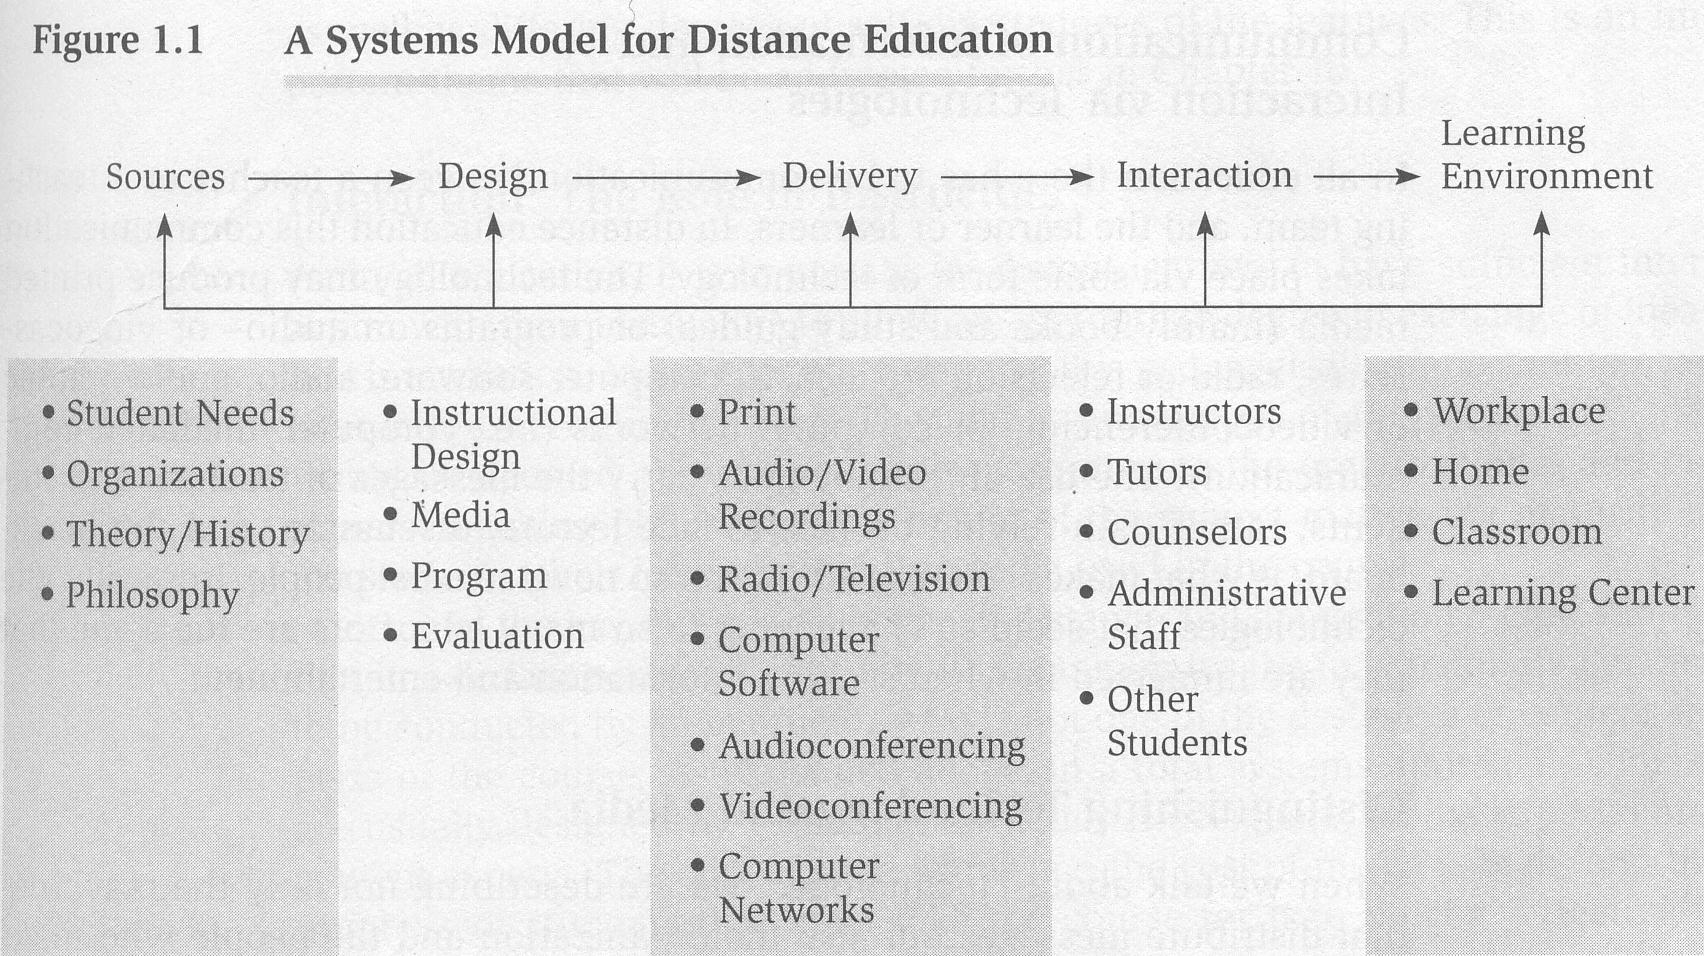 Figure 1.1 A Systems Model for Distance Education
Learning
Sources Design Delivery Interaction Environment
• Student Needs
• Organizations
• Theory/History
• Philosophy
• Instructional
Design
• Media
• Program
• Evaluation
• Print
• Audio/Video
Recordings
• Radio/Television
• Computer
Software
• Audioconferencing
• Videoconferencing
• Computer
Networks
• Instructors
• Tutors
• Counselors
• Administrative
Staff
• Other
Students
• Workplace
• Home
• Classroom
• Learning Center